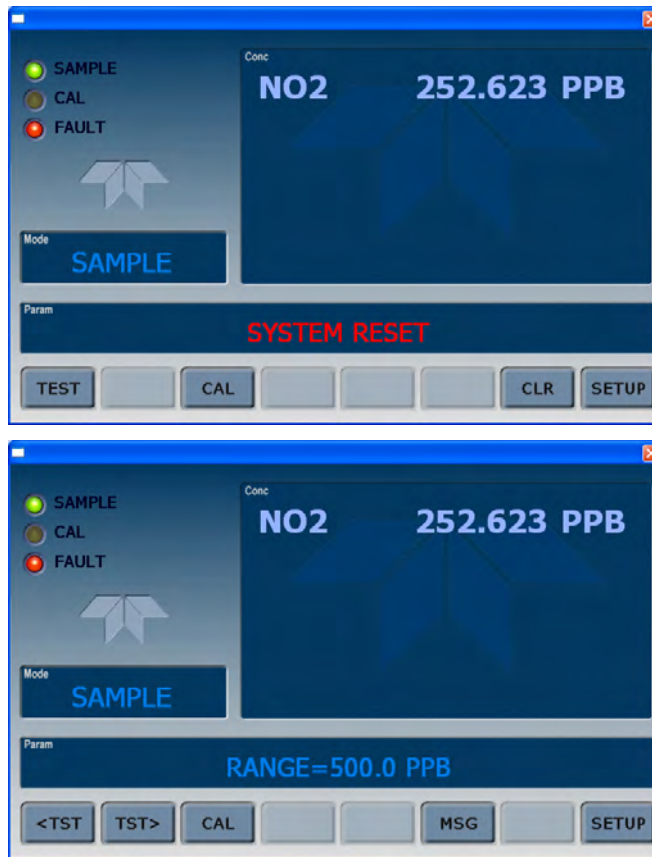 SAMPLE
CAL
FAULT
Conc
NO2 252.623 PPB
Mode
SAMPLE
Param
SYSTEM RESET
TEST CAL CLR SETUP
SAMPLE
CAL
FAULT
Conc
NO2 252.623 PPB
Mode
SAMPLE
Param
RANGE=500.0 PPB
<TST TST> CAL MSG SETUP